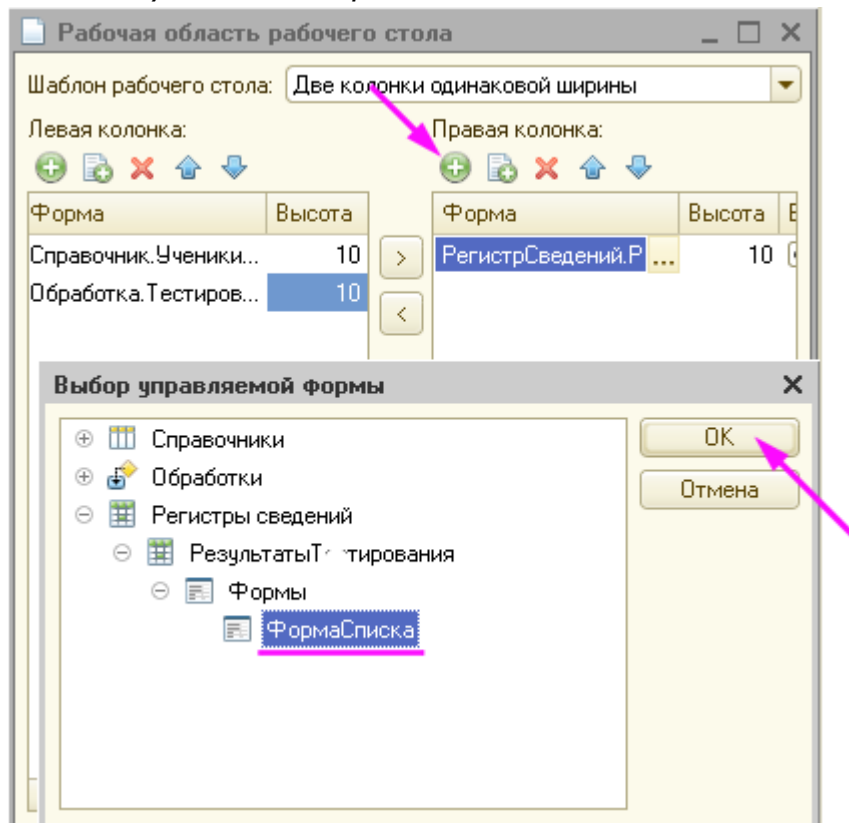 Рабочая область рабочего стола
Шаблон рабочего стола: Две колонки одинаковой ширины
Левая колонка: Правая колонка:
Форма Высота Форма Высота
Справочник.Ученики... 10 > РегистрСведений.Р ... 10
Обработка.Тестиров... 10 <
Выбор управляемой формы
Справочники OK
Обработки Отмена
Регистры сведений
Формы
ФормаСписка